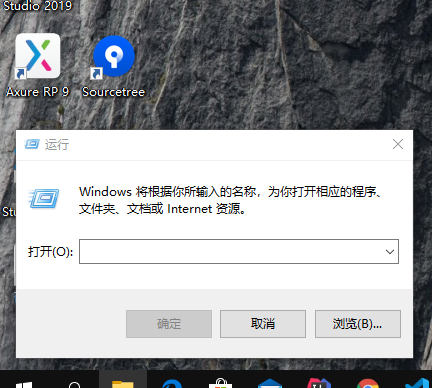 Studio 2019
Axure RP 9
Sourcetree
运行
Windows 将根据你所输入的名称，为你打开相应的程序、
文件夹、文档或 Internet 资源。
打开(O):
确定
取消
浏览(B)...